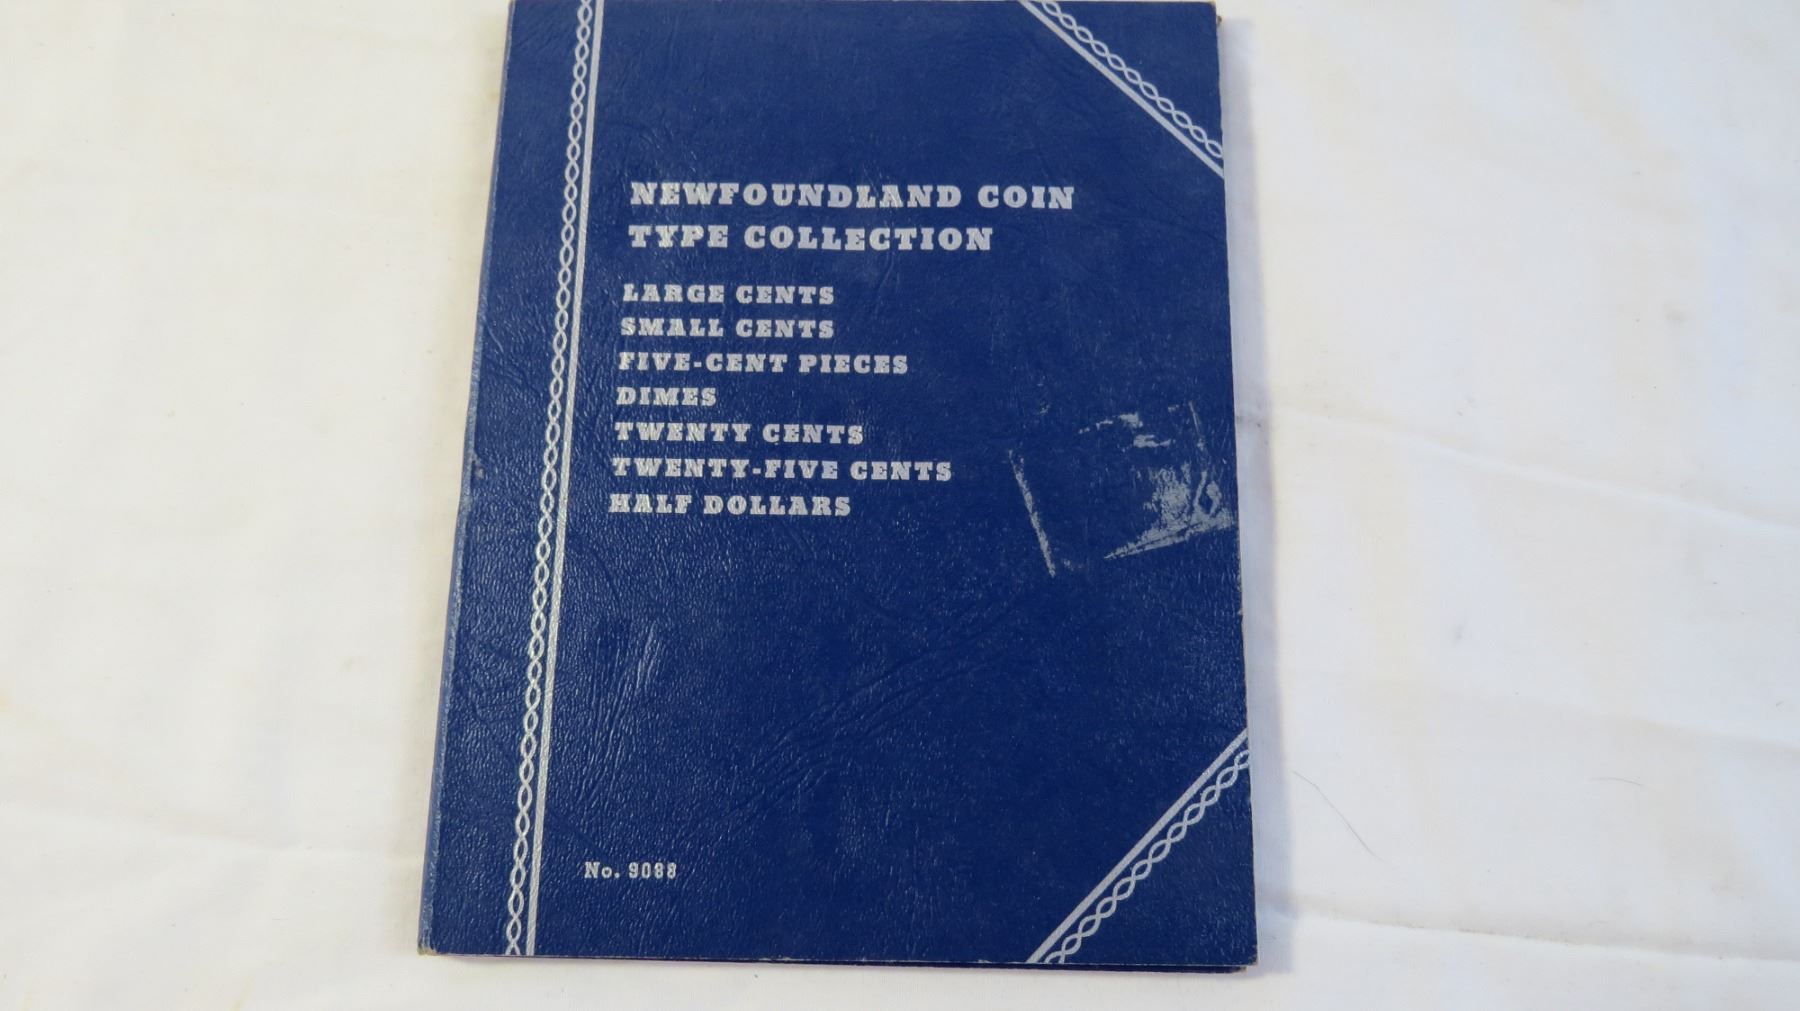 NEWFOUNDLAND COIN
TYPE COLLECTION
LARGE CENTS
SMALL CENTS
FIVE-CENT PIECES
DIMES
TWENTY CENTS
TWENTY-FIVE CENTS
HALF DOLLARS
No. 9088